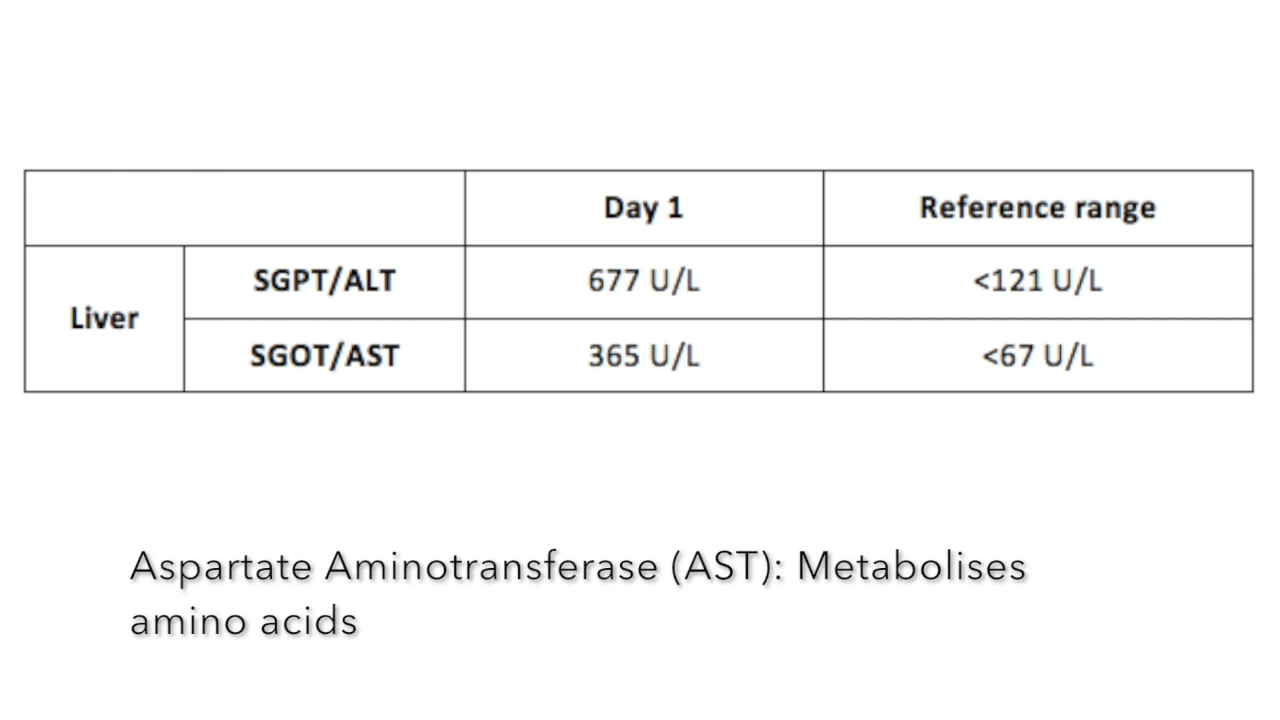 Day 1 Reference range
Liver SGPT/ALT 677 U/L <121 U/L
SGOT/AST 365 U/L <67 U/L
Aspartate Aminotransferase (AST): Metabolises
amino acids